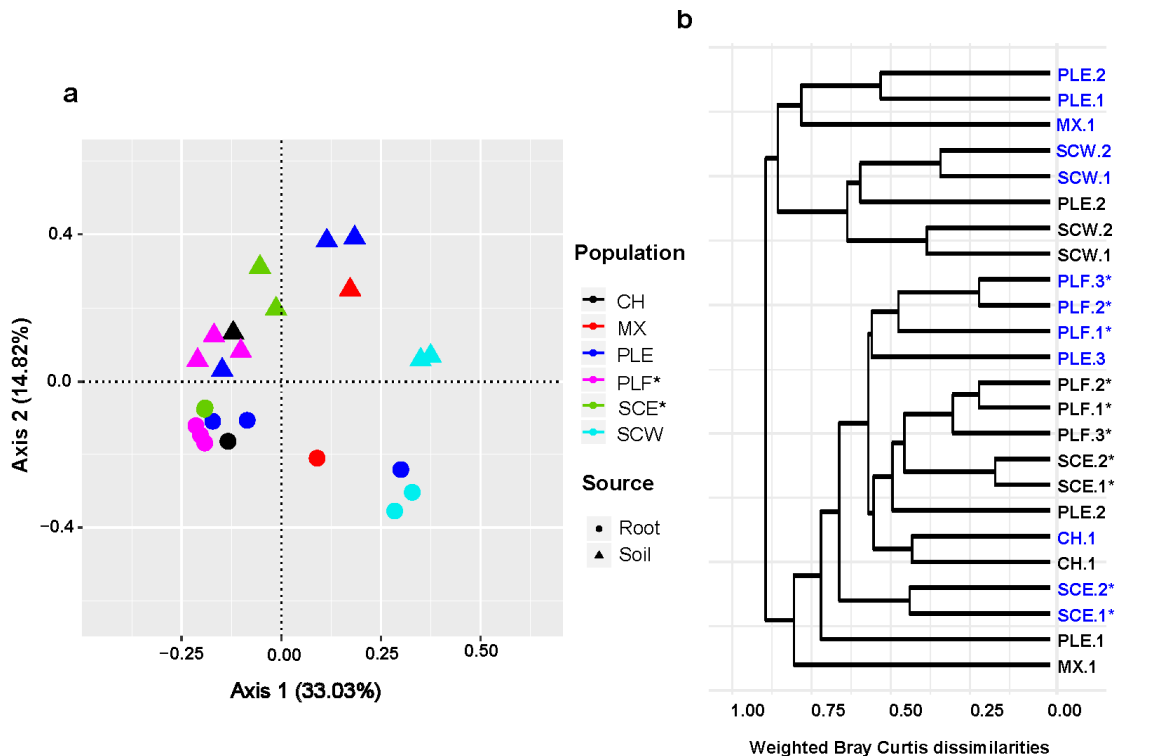 a
0.4
0.0
−0.4
Axis 2 (14.82%)
−0.25
0.00
0.25
0.50
Axis 1 (33.03%)
Population
CH
MX
PLE
PLF*
SCE*
SCW
Source
Root
Soil
b
PLE.2
PLE.1
MX.1
SCW.2
SCW.1
PLE.2
SCW.2
SCW.1
PLF.3*
PLF.2*
PLF.1*
PLE.3
PLF.2*
PLF.1*
PLF.3*
SCE.2*
SCE.1*
PLE.2
CH.1
CH.1
SCE.2*
SCE.1*
PLE.1
MX.1
1.00
0.75
0.50
0.25
0.00
Weighted Bray Curtis dissimilarities